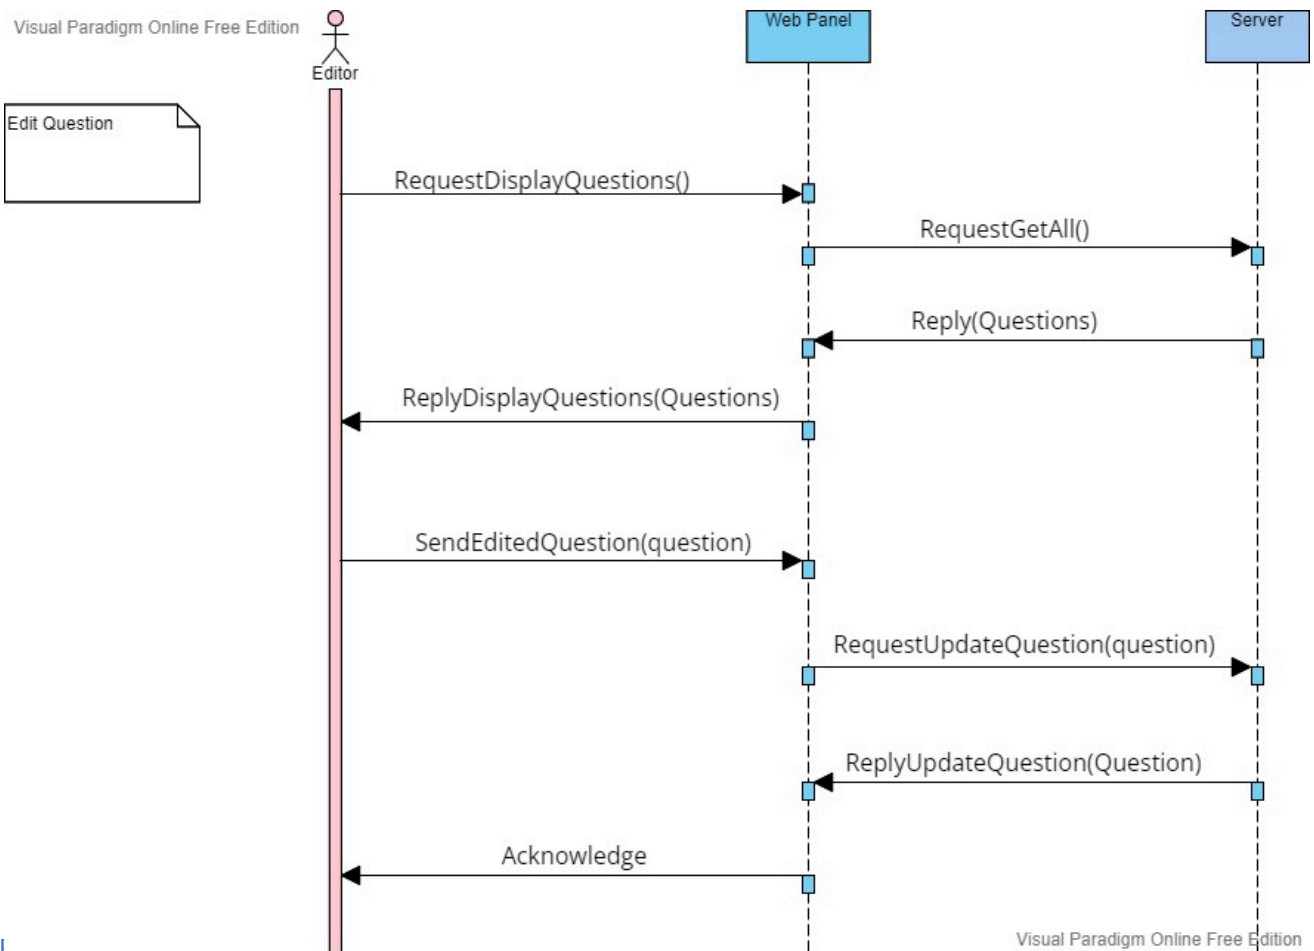 Visual Paradigm Online Free Edition
Editor
Web Panel
Server
Edit Question
RequestDisplayQuestions()
RequestGetAll()
Reply(Questions)
ReplyDisplayQuestions(Questions)
SendEditedQuestion(question)
RequestUpdateQuestion(question)
ReplyUpdateQuestion(Question)
Acknowledge
Visual Paradigm Online Free Edition